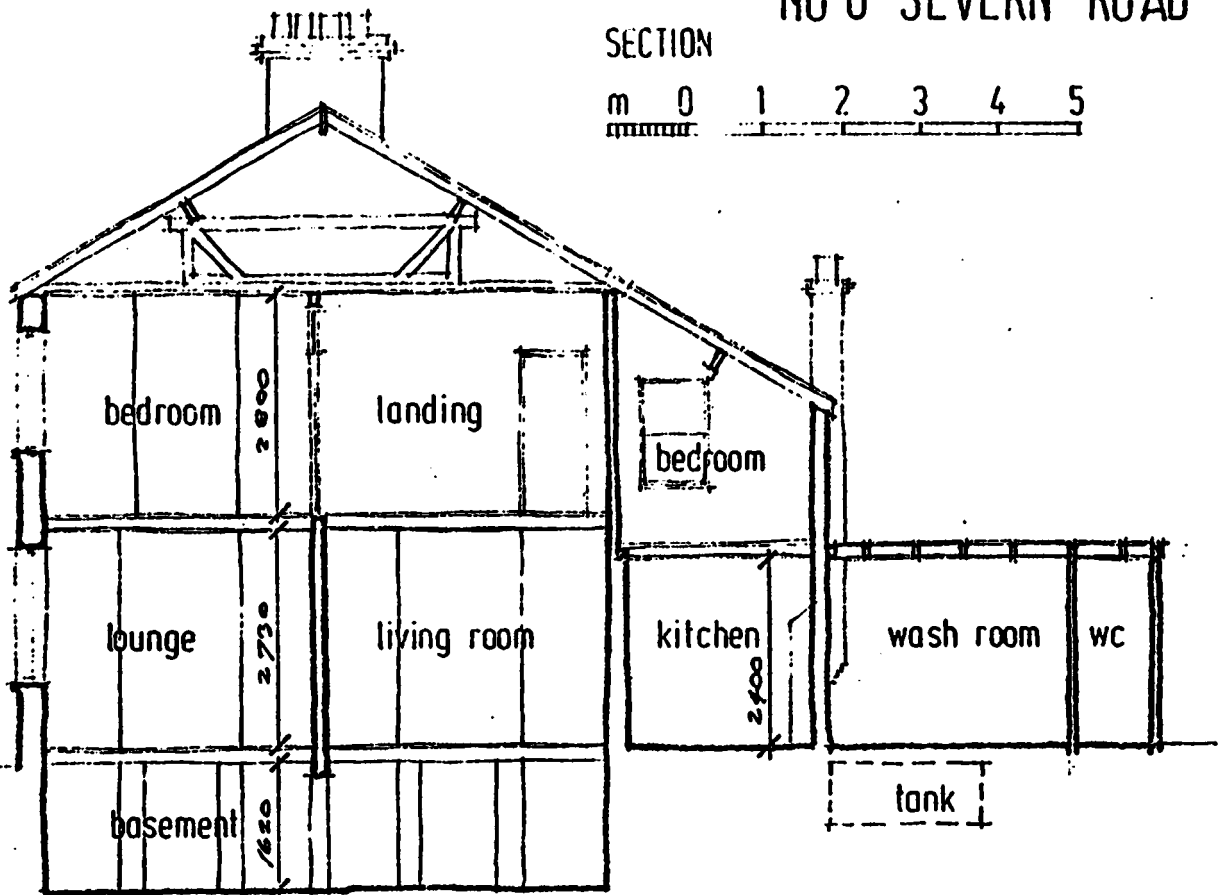 SEVERN ROAD
SECTION
m 0 1 2 3 4 5
bedroom
2800
landing
bedroom
lounge
2730
living room
kitchen
2400
wash room
wc
basement
1620
tank